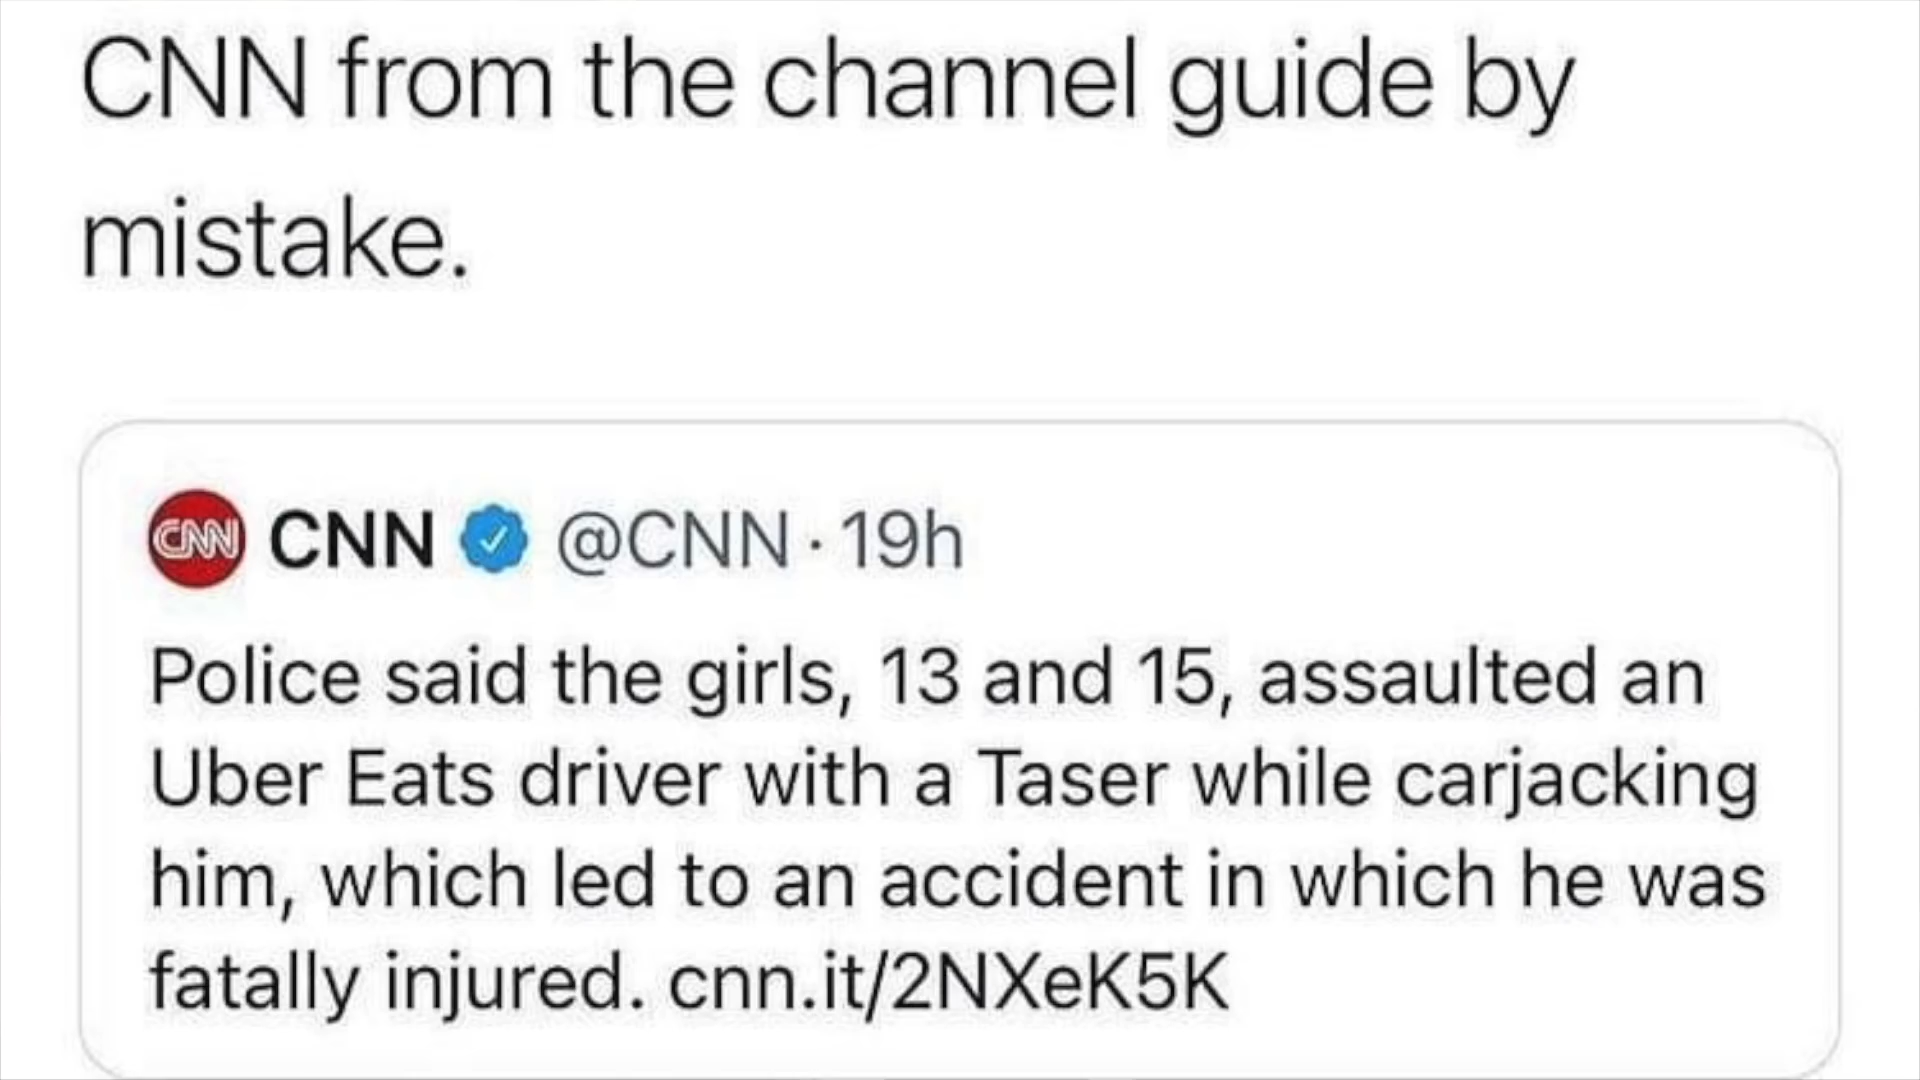 CNN from the channel guide by
mistake.
CNN
CNN @CNN · 19h
Police said the girls, 13 and 15, assaulted an
Uber Eats driver with a Taser while carjacking
him, which led to an accident in which he was
fatally injured. cnn.it/2NXeK5K